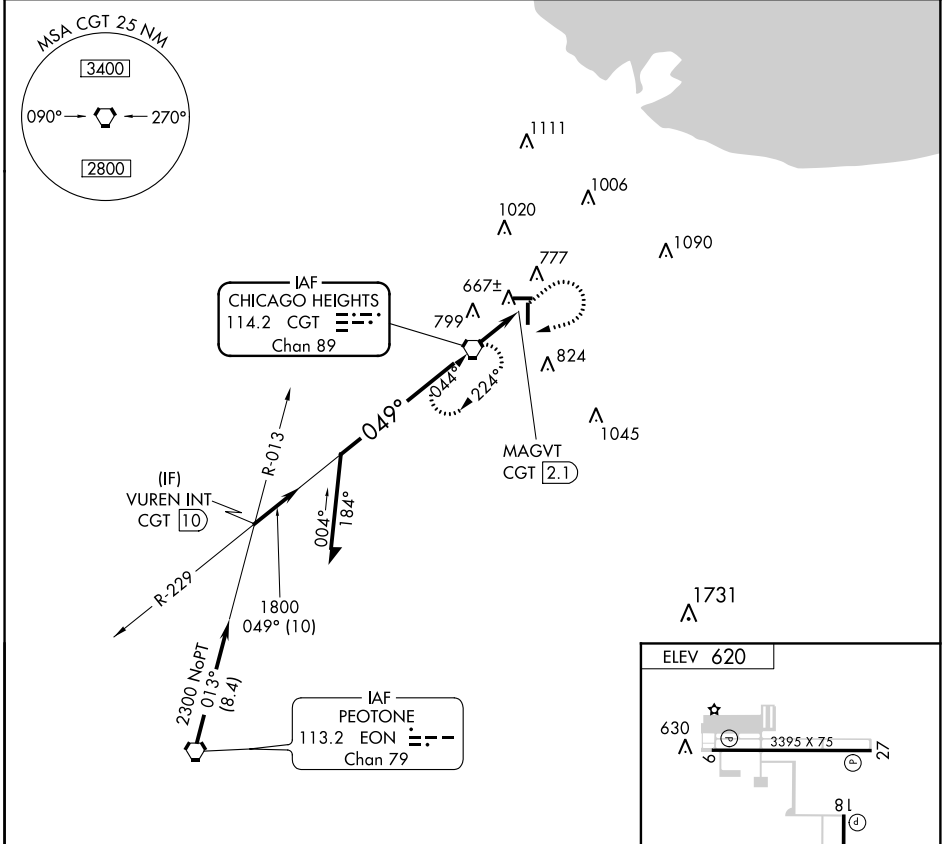 MSA CGT 25 NM
3400
090°
270°
2800
1111
1006
1020
1090
777
667±
799
IAF
CHICAGO HEIGHTS
114.2 CGT
Chan 89
824
044°
224°
049°
1045
MAGVT
CGT 2.1
R-013
(IF)
VUREN INT
CGT 10
004°
184°
R-229
1800
049° (10)
1731
2300 NoPT
013°
(8.4)
IAF
PEOTONE
113.2 EON
Chan 79
ELEV 620
630
P
3395 X 75
9
27
P
18
P